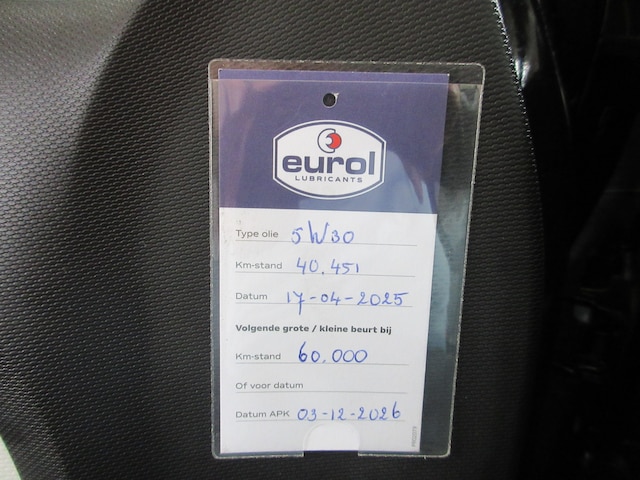 eurol
LUBRICANTS
Type olie 5W30
Km-stand 40.451
Datum 17-04-2025
Volgende grote / kleine beurt bij
Km-stand 60.000
Of voor datum
Datum APK 03-12-2026